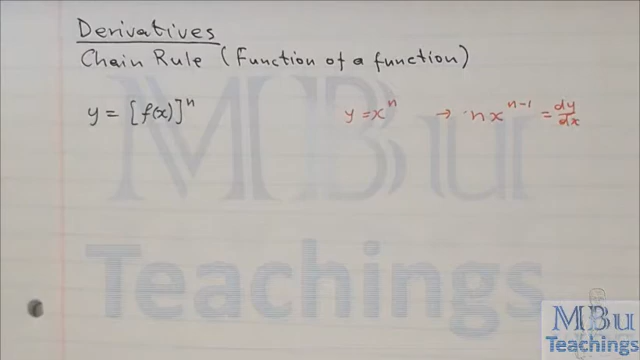 Derivatives
Chain Rule (Function of a function)
y = [f(x)]^n
y = x^n → nx^(n-1) = dy/dx
MBu
Teachings
MBu
Teachings